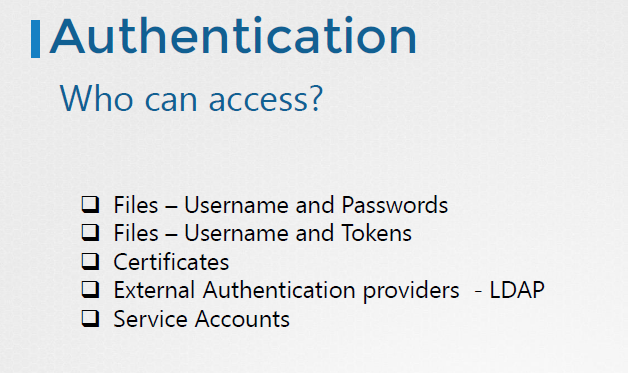 Authentication
Who can access?
Files – Username and Passwords
Files – Username and Tokens
Certificates
External Authentication providers - LDAP
Service Accounts